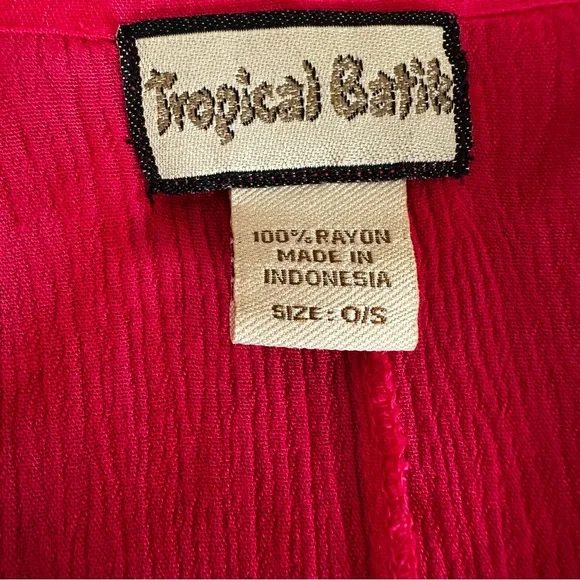 Tropical Batik
100% RAYON
MADE IN
INDONESIA
SIZE: O/S